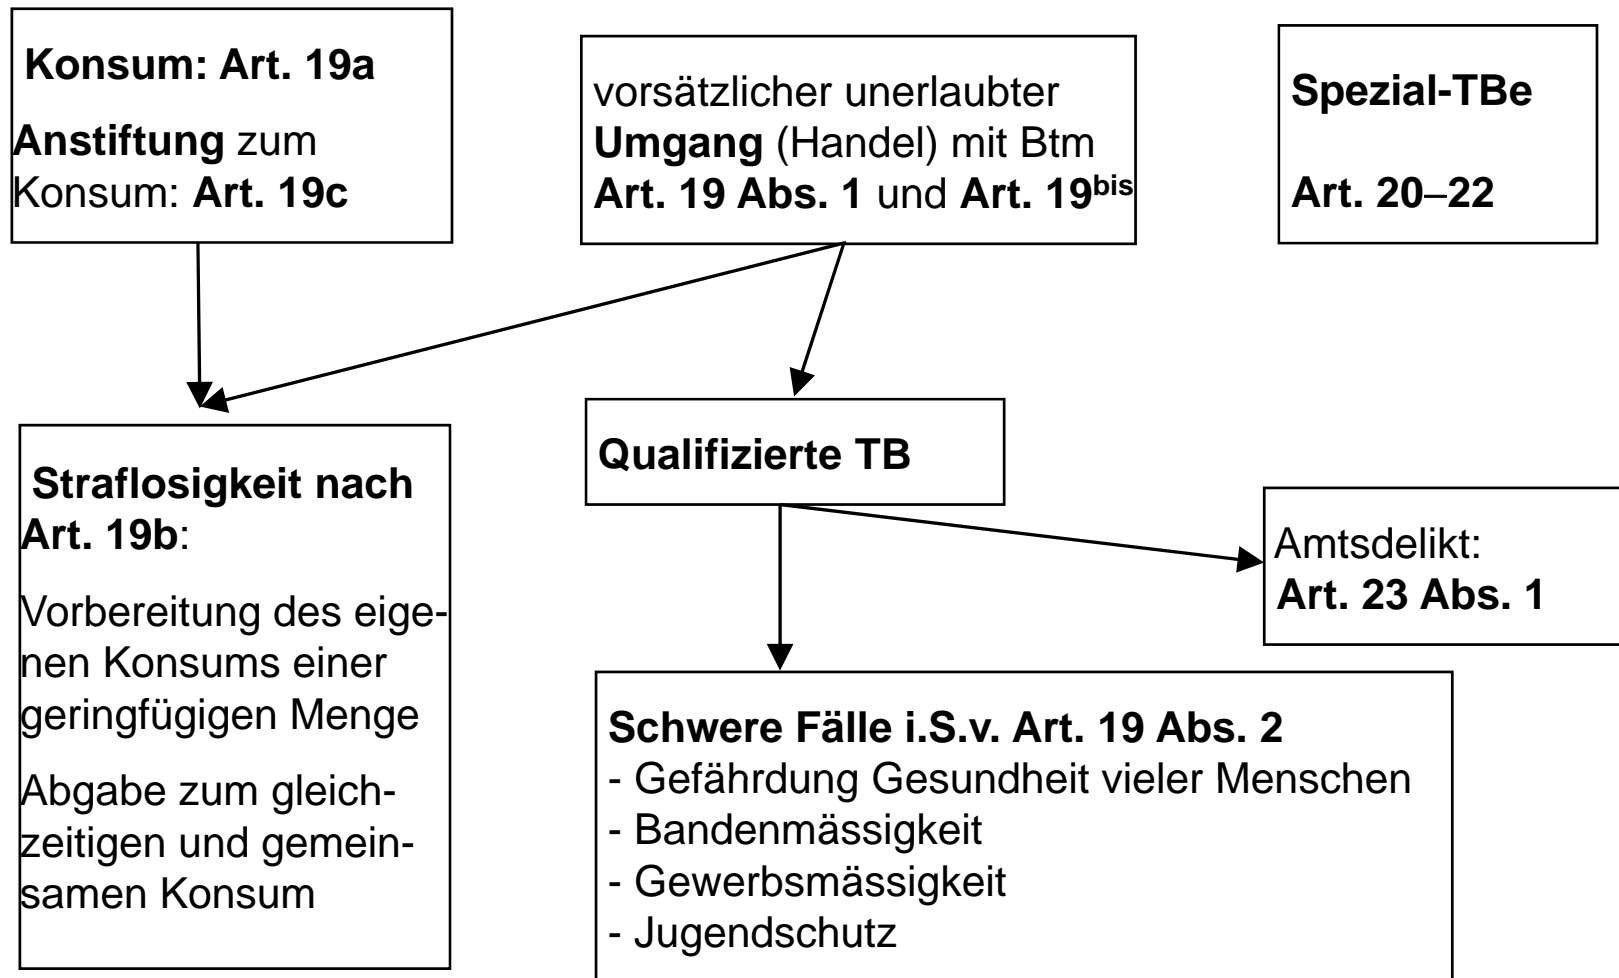 Konsum: Art. 19a
Anstiftung zum
Konsum: Art. 19c
vorsätzlicher unerlaubter
Umgang (Handel) mit Btm
Art. 19 Abs. 1 und Art. 19bis
Spezial-TBe
Art. 20–22
Straflosigkeit nach
Art. 19b:
Vorbereitung des eige-
nen Konsums einer
geringfügigen Menge
Abgabe zum gleich-
zeitigen und gemein-
samen Konsum
Qualifizierte TB
Amtsdelikt:
Art. 23 Abs. 1
Schwere Fälle i.S.v. Art. 19 Abs. 2
- Gefährdung Gesundheit vieler Menschen
- Bandenmässigkeit
- Gewerbsmässigkeit
- Jugendschutz